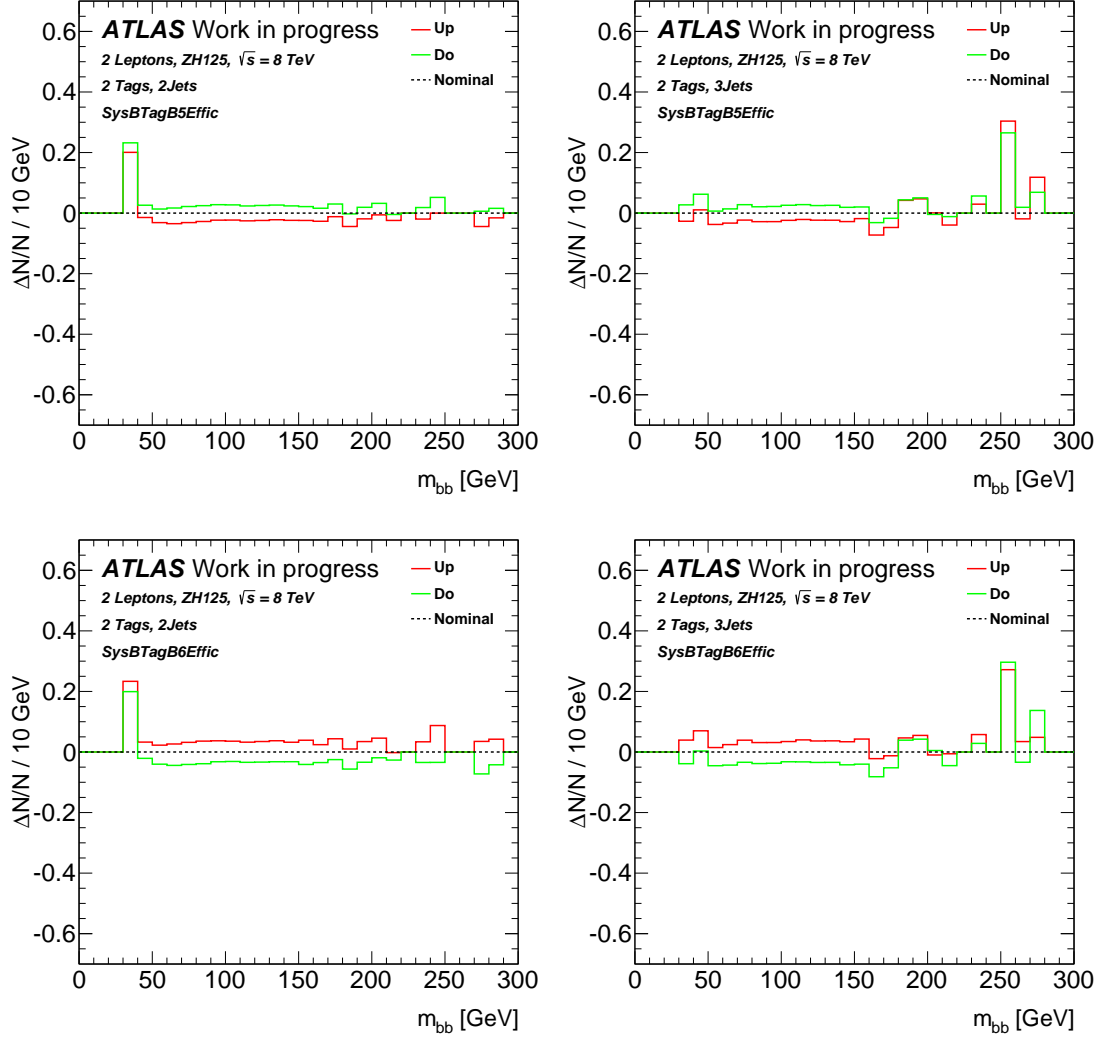 ATLAS Work in progress
2 Leptons, ZH125, √s = 8 TeV
2 Tags, 2Jets
SysBTagB5Effic
Up
Do
Nominal
ΔN/N / 10 GeV
0.6
0.4
0.2
0
-0.2
-0.4
-0.6
0 50 100 150 200 250 300
m_bb [GeV]
ATLAS Work in progress
2 Leptons, ZH125, √s = 8 TeV
2 Tags, 3Jets
SysBTagB5Effic
Up
Do
Nominal
ΔN/N / 10 GeV
0.6
0.4
0.2
0
-0.2
-0.4
-0.6
0 50 100 150 200 250 300
m_bb [GeV]
ATLAS Work in progress
2 Leptons, ZH125, √s = 8 TeV
2 Tags, 2Jets
SysBTagB6Effic
Up
Do
Nominal
ΔN/N / 10 GeV
0.6
0.4
0.2
0
-0.2
-0.4
-0.6
0 50 100 150 200 250 300
m_bb [GeV]
ATLAS Work in progress
2 Leptons, ZH125, √s = 8 TeV
2 Tags, 3Jets
SysBTagB6Effic
Up
Do
Nominal
ΔN/N / 10 GeV
0.6
0.4
0.2
0
-0.2
-0.4
-0.6
0 50 100 150 200 250 300
m_bb [GeV]